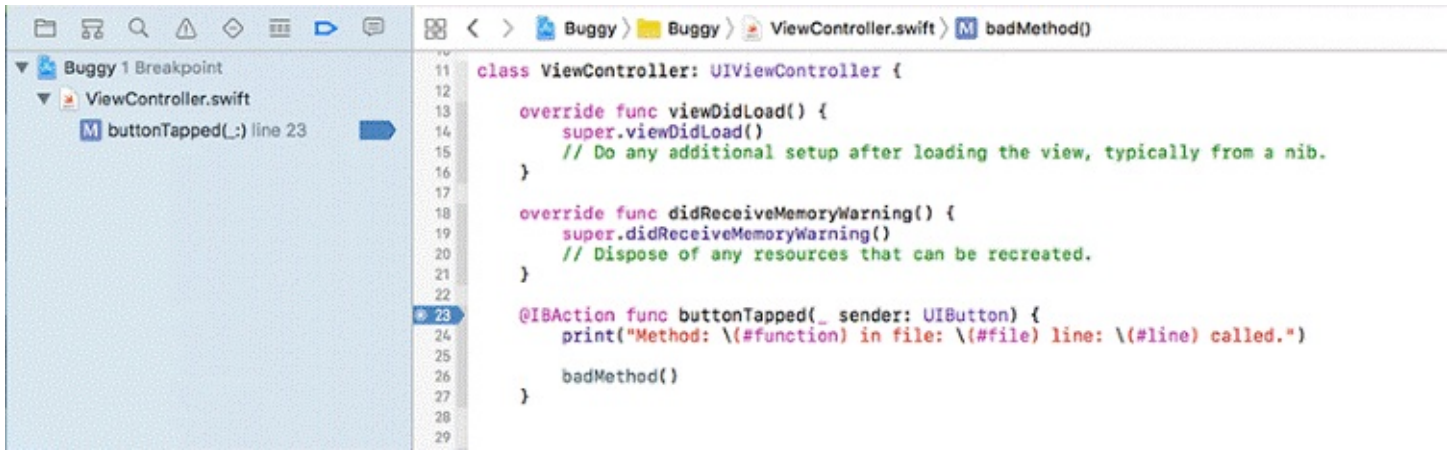 Buggy Buggy ViewController.swift M badMethod()
Buggy 1 Breakpoint
ViewController.swift
M buttonTapped(_:) line 23
11 class ViewController: UIViewController {
12
13 override func viewDidLoad() {
14 super.viewDidLoad()
15 // Do any additional setup after loading the view, typically from a nib.
16 }
17
18 override func didReceiveMemoryWarning() {
19 super.didReceiveMemoryWarning()
20 // Dispose of any resources that can be recreated.
21 }
22
23 @IBAction func buttonTapped(_ sender: UIButton) {
24 print("Method: \(#function) in file: \(#file) line: \(#line) called.")
25
26 badMethod()
27 }
28
29